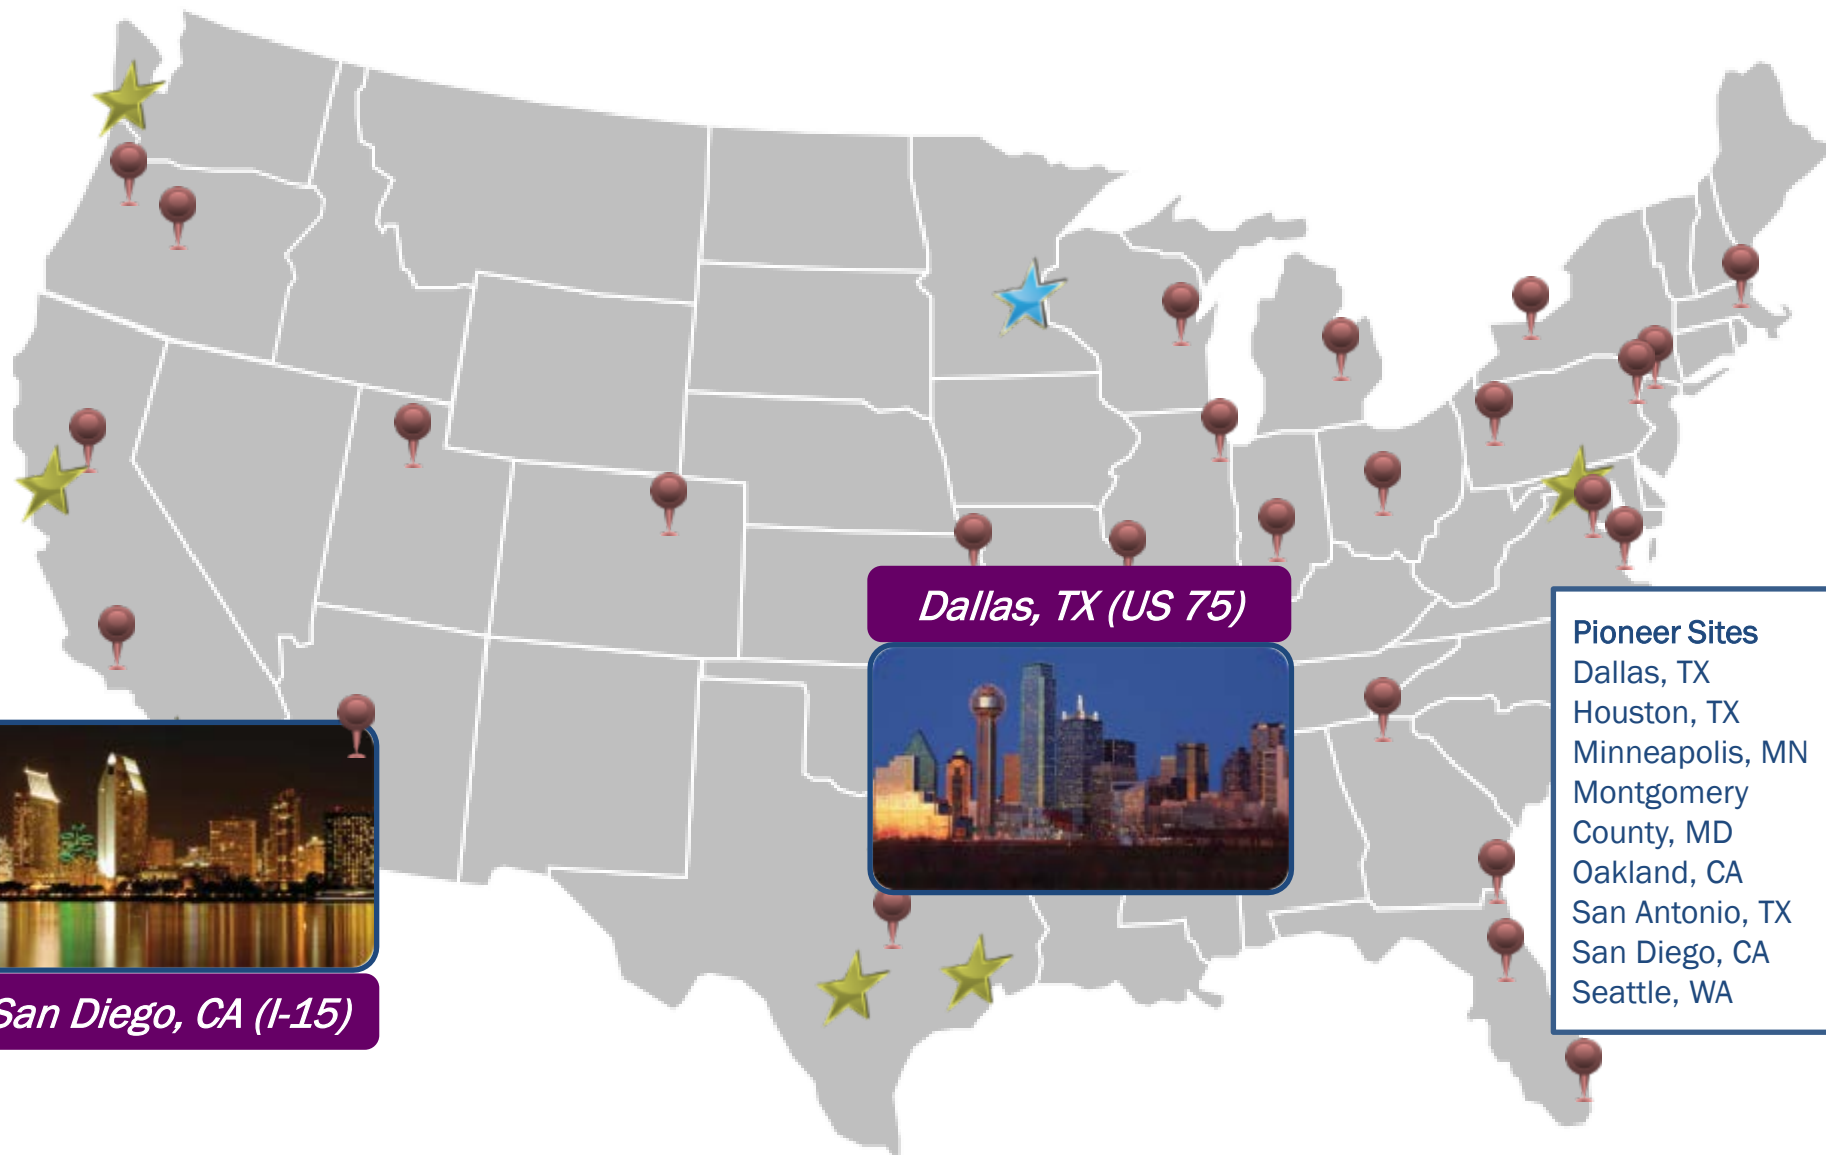 Dallas, TX (US 75)
Pioneer Sites
Dallas, TX
Houston, TX
Minneapolis, MN
Montgomery
County, MD
Oakland, CA
San Antonio, TX
San Diego, CA
Seattle, WA
San Diego, CA (I-15)